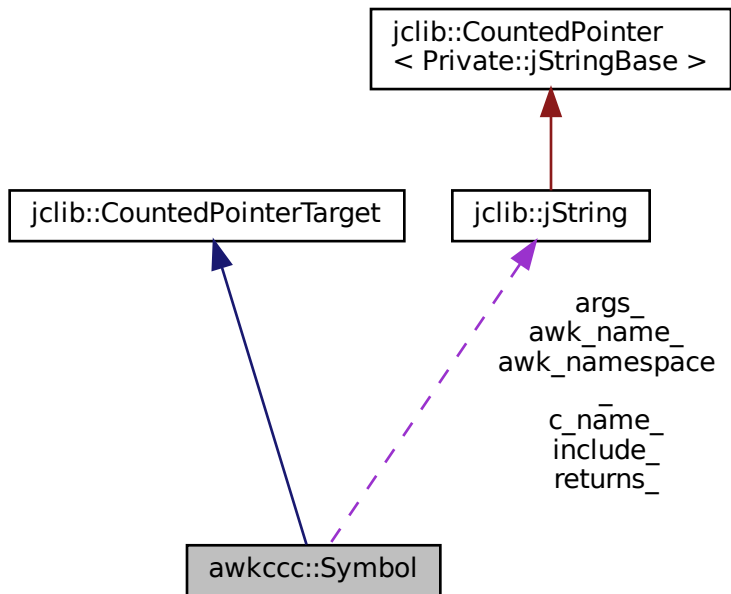 jclib::CountedPointer
< Private::jStringBase >
jclib::CountedPointerTarget
jclib::jString
args_
awk_name_
awk_namespace
_
c_name_
include_
returns_
awkccc::Symbol